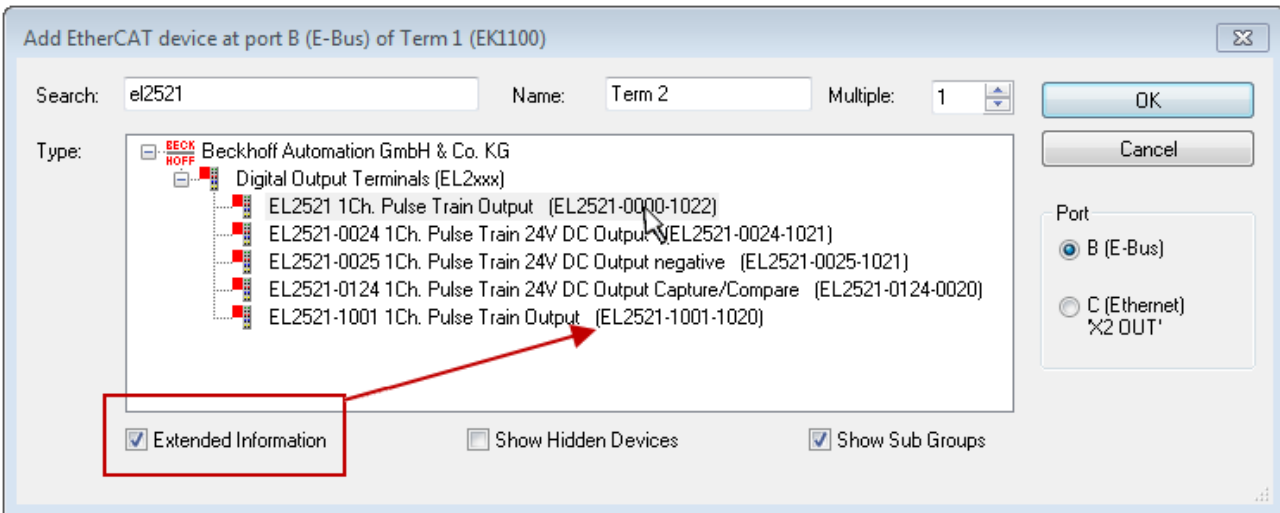 Add EtherCAT device at port B (E-Bus) of Term 1 (EK1100)
Search: el2521 Name: Term 2 Multiple: 1 OK
Type: BECK HOFF Beckhoff Automation GmbH & Co. KG Cancel
Digital Output Terminals (EL2xxx)
EL2521 1Ch. Pulse Train Output (EL2521-0000-1022)
EL2521-0024 1Ch. Pulse Train 24V DC Output (EL2521-0024-1021)
EL2521-0025 1Ch. Pulse Train 24V DC Output negative (EL2521-0025-1021)
EL2521-0124 1Ch. Pulse Train 24V DC Output Capture/Compare (EL2521-0124-0020)
EL2521-1001 1Ch. Pulse Train Output (EL2521-1001-1020)
Port
B (E-Bus)
C (Ethernet)
'X2 OUT'
Extended Information Show Hidden Devices Show Sub Groups